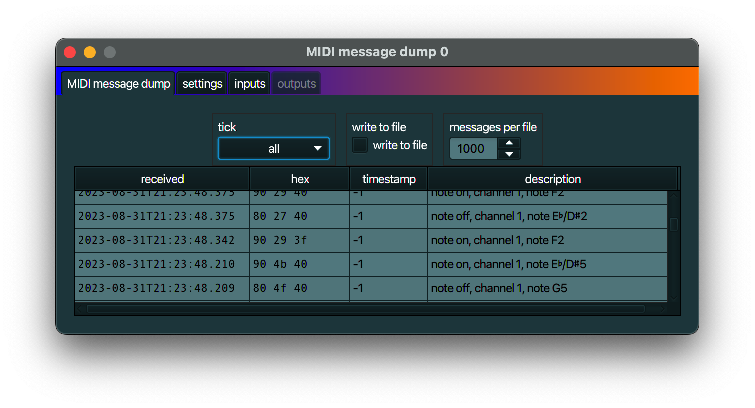 MIDI message dump 0
MIDI message dump settings inputs outputs
tick write to file messages per file
all write to file 1000
received hex timestamp description
2023-08-31T21:23:48.375 90 29 40 -1 note on, channel 1, note F2
2023-08-31T21:23:48.375 80 27 40 -1 note off, channel 1, note E♭/D#2
2023-08-31T21:23:48.342 90 29 3f -1 note on, channel 1, note F2
2023-08-31T21:23:48.210 90 4b 40 -1 note on, channel 1, note E♭/D#5
2023-08-31T21:23:48.209 80 4f 40 -1 note off, channel 1, note G5